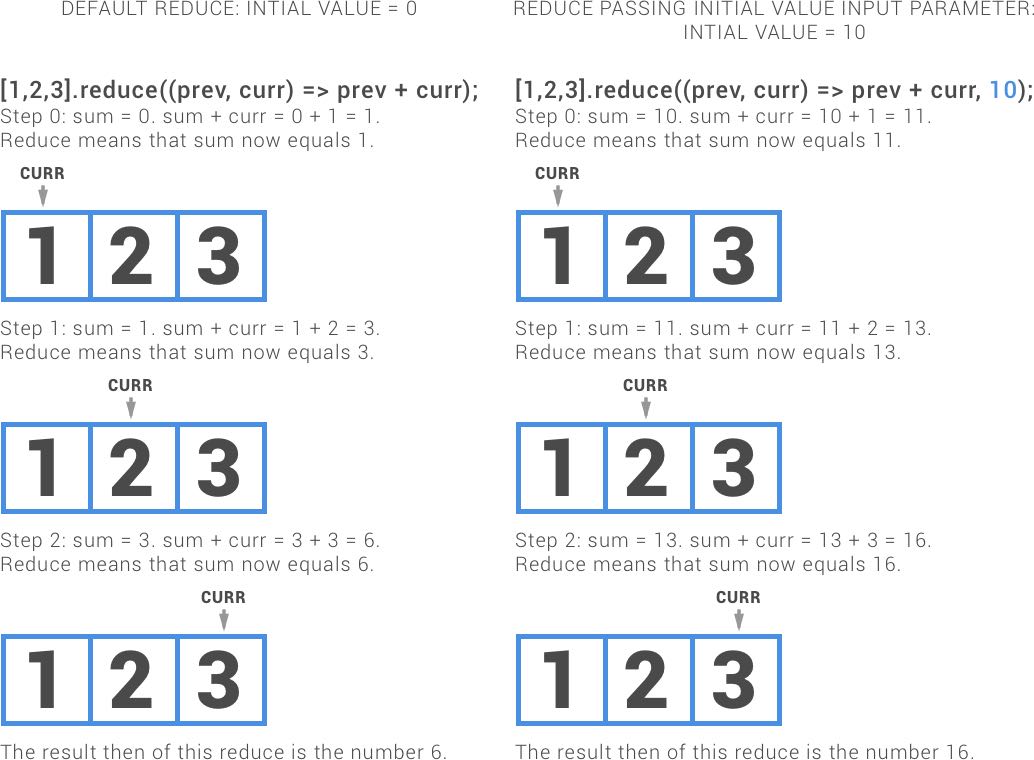 DEFAULT REDUCE: INTIAL VALUE = 0
[1,2,3].reduce((prev, curr) => prev + curr);
Step 0: sum = 0. sum + curr = 0 + 1 = 1.
Reduce means that sum now equals 1.
CURR
1 2 3
Step 1: sum = 1. sum + curr = 1 + 2 = 3.
Reduce means that sum now equals 3.
CURR
1 2 3
Step 2: sum = 3. sum + curr = 3 + 3 = 6.
Reduce means that sum now equals 6.
CURR
1 2 3
The result then of this reduce is the number 6.
REDUCE PASSING INITIAL VALUE INPUT PARAMETER:
INTIAL VALUE = 10
[1,2,3].reduce((prev, curr) => prev + curr, 10);
Step 0: sum = 10. sum + curr = 10 + 1 = 11.
Reduce means that sum now equals 11.
CURR
1 2 3
Step 1: sum = 11. sum + curr = 11 + 2 = 13.
Reduce means that sum now equals 13.
CURR
1 2 3
Step 2: sum = 13. sum + curr = 13 + 3 = 16.
Reduce means that sum now equals 16.
CURR
1 2 3
The result then of this reduce is the number 16.